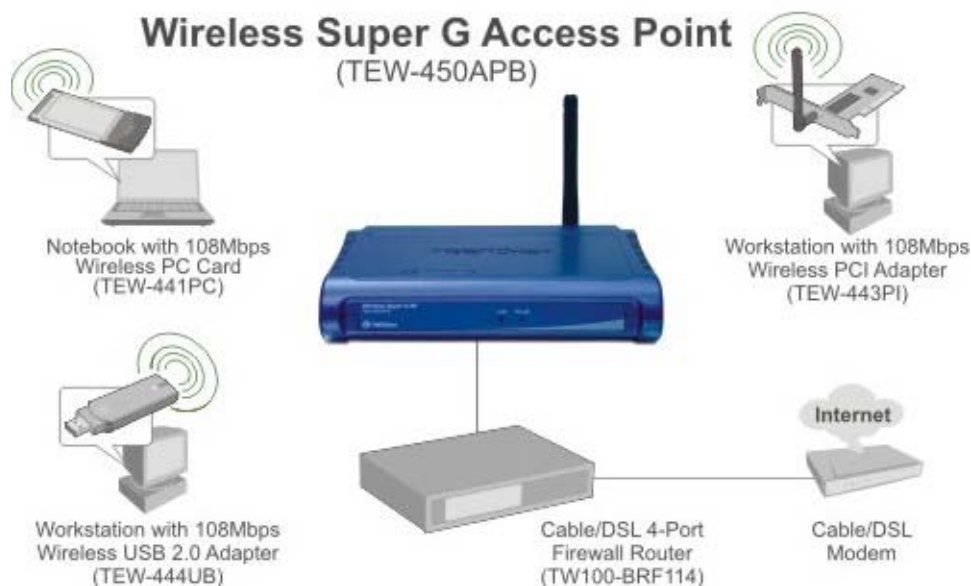 Wireless Super G Access Point
(TEW-450APB)
Notebook with 108Mbps
Wireless PC Card
(TEW-441PC)
Workstation with 108Mbps
Wireless PCI Adapter
(TEW-443PI)
Workstation with 108Mbps
Wireless USB 2.0 Adapter
(TEW-444UB)
Internet
Cable/DSL 4-Port
Firewall Router
(TW100-BRF114)
Cable/DSL
Modem